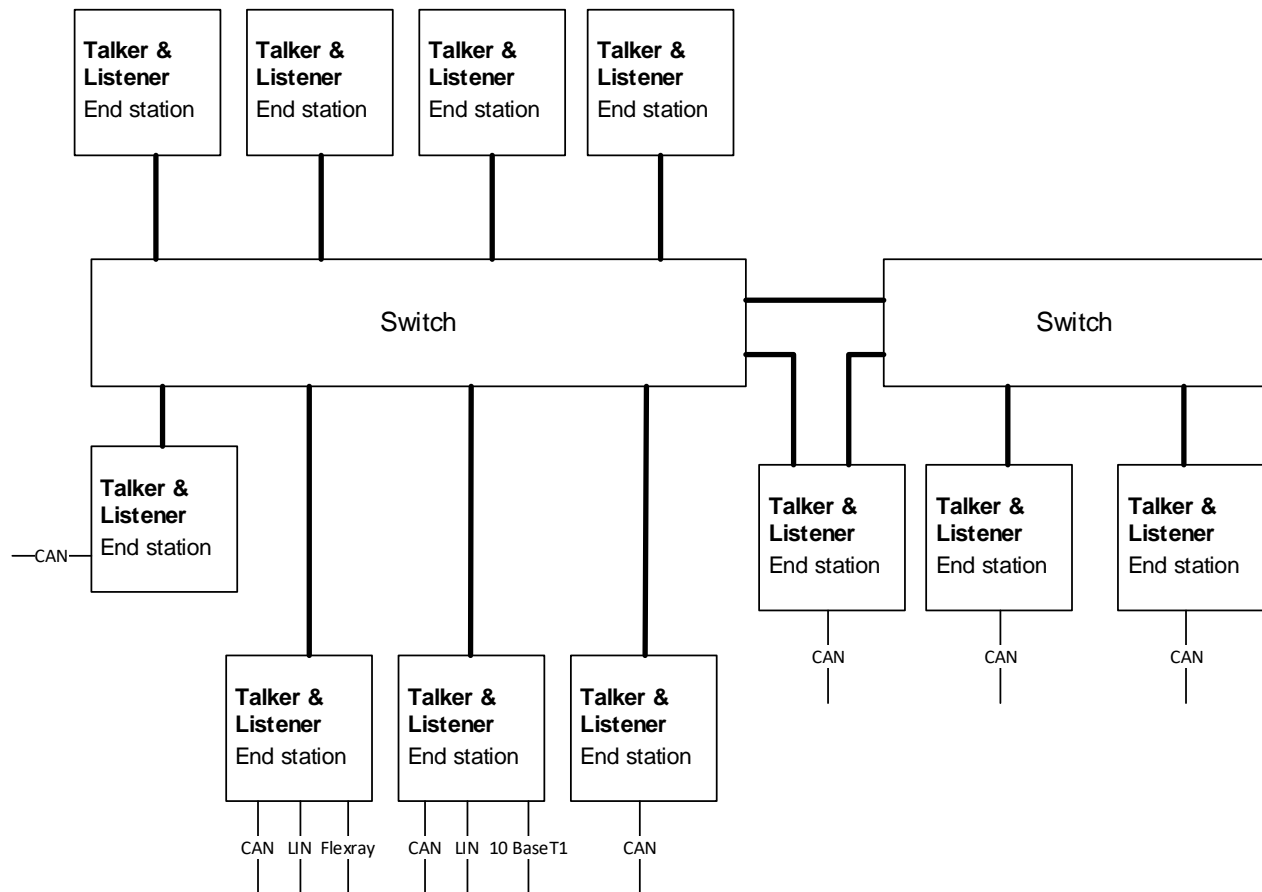 Talker &
Listener
End station
Talker &
Listener
End station
Talker &
Listener
End station
Talker &
Listener
End station
Switch
Switch
Talker &
Listener
End station
CAN
Talker &
Listener
End station
CAN
Talker &
Listener
End station
CAN
Talker &
Listener
End station
CAN
Talker &
Listener
End station
CAN LIN Flexray
Talker &
Listener
End station
CAN LIN 10 BaseT1
Talker &
Listener
End station
CAN